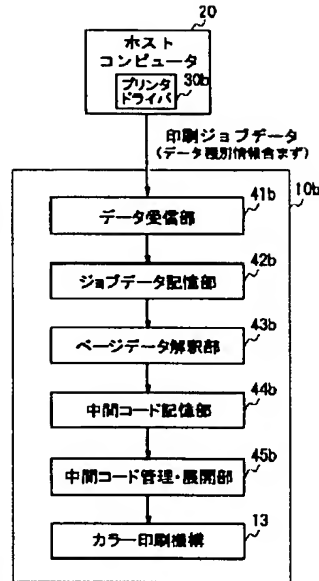 20
ホスト
コンピュータ
プリンタ
ドライバ
30b
印刷ジョブデータ
(データ種別情報含まず)
10b
41b
データ受信部
42b
ジョブデータ記憶部
43b
ページデータ解釈部
44b
中間コード記憶部
45b
中間コード管理・展開部
13
カラー印刷機構